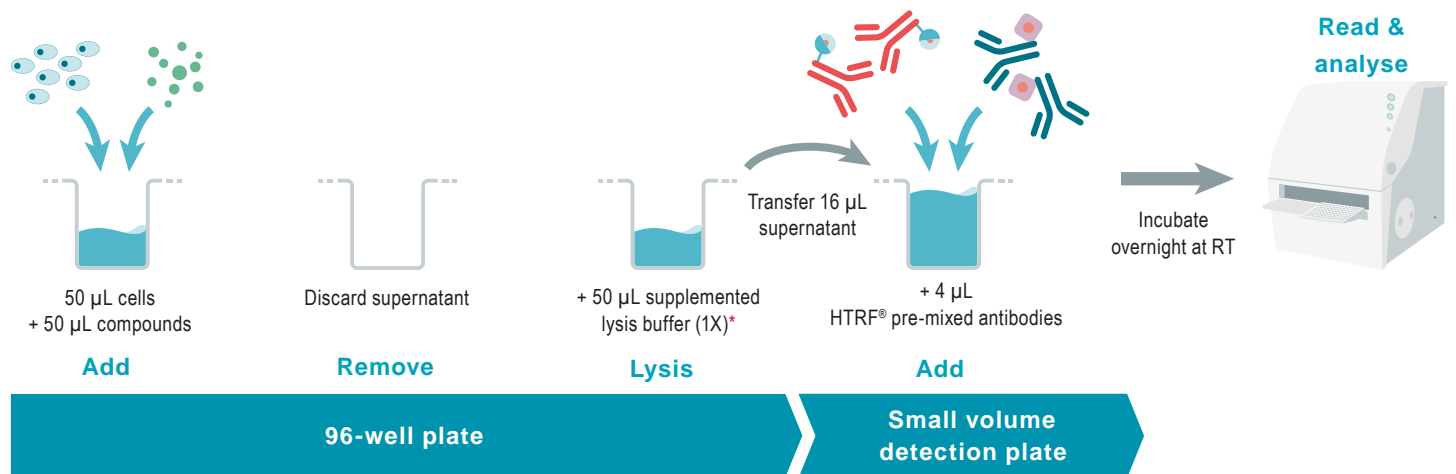 Read &
analyse
Transfer 16 µL
supernatant
Incubate
overnight at RT
50 µL cells
+ 50 µL compounds
Discard supernatant
+ 50 µL supplemented
lysis buffer (1X)*
+ 4 µL
HTRF® pre-mixed antibodies
Add
Remove
Lysis
Add
96-well plate
Small volume
detection plate